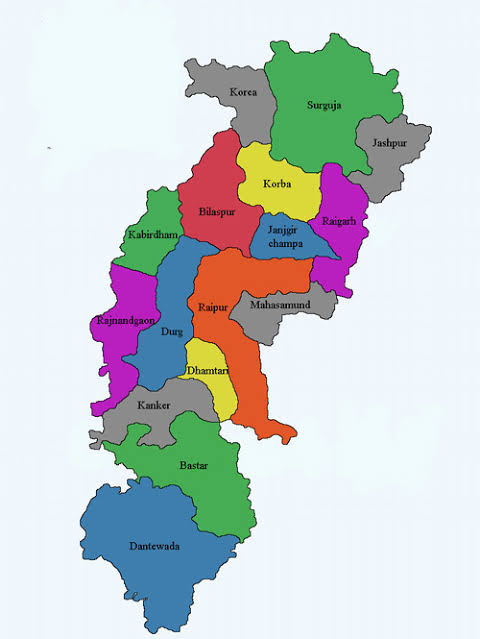 Korea
Surguja
Jashpur
Korba
Bilaspur
Raigarh
Janjgir
champa
Kabirdham
Mahasamund
Raipur
Rajnandgaon
Durg
Dhamtari
Kanker
Bastar
Dantewada